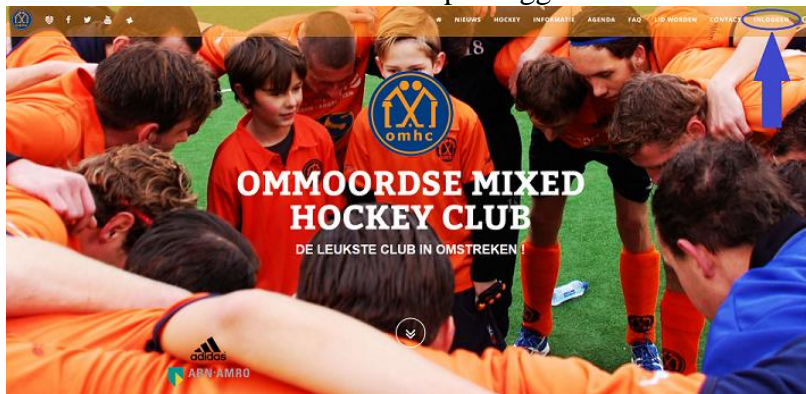 NIEUWS HOCKEY INFORMATIE AGENDA FAQ LID WORDEN CONTACT INLOGGEN
18
omhc
OMMOORDSE MIXED
HOCKEY CLUB
DE LEUKSTE CLUB IN OMSTREKEN !
adidas
ABN·AMRO